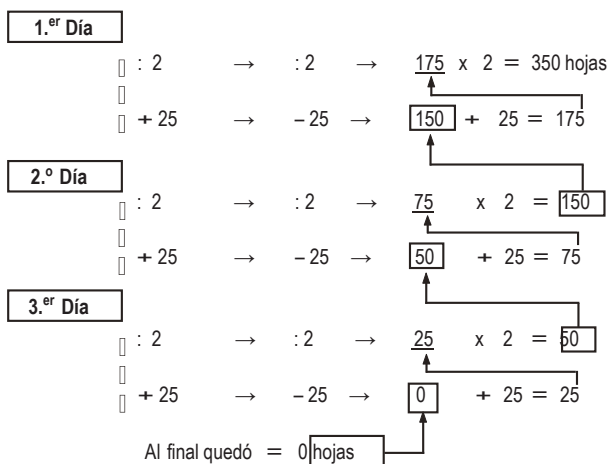 1.er Día
: 2 → : 2 → 175 x 2 = 350 hojas
+ 25 → – 25 → 150 + 25 = 175
2.º Día
: 2 → : 2 → 75 x 2 = 150
+ 25 → – 25 → 50 + 25 = 75
3.er Día
: 2 → : 2 → 25 x 2 = 50
+ 25 → – 25 → 0 + 25 = 25
Al final quedó = 0 hojas